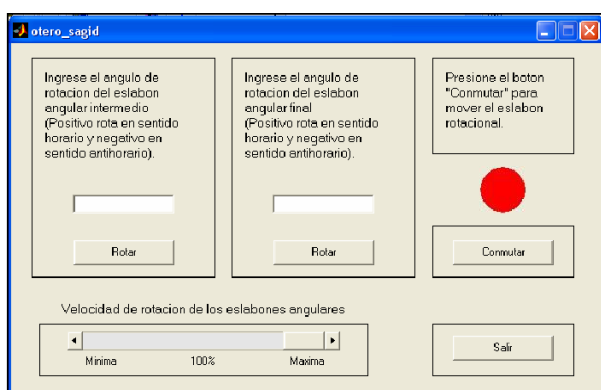 otero_sagid
Ingrese el angulo de
rotacion del eslabon
angular intermedio
(Positivo rota en sentido
horario y negativo en
sentido antihorario).
Rotar
Ingrese el angulo de
rotacion del eslabon
angular final
(Positivo rota en sentido
horario y negativo en
sentido antihorario).
Rotar
Presione el boton
"Conmutar" para
mover el eslabon
rotacional.
Conmutar
Velocidad de rotacion de los eslabones angulares
Minima 100% Maxima
Salir